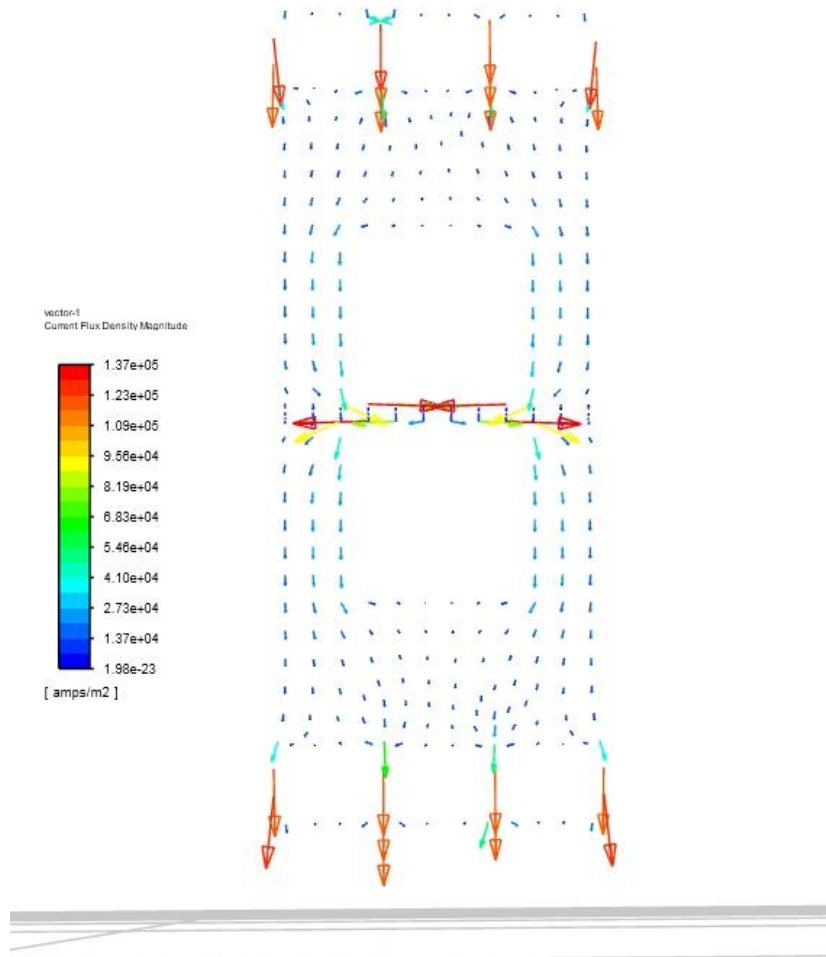 vector-1
Current Flux Density Magnitude
1.37e+05
1.23e+05
1.09e+05
9.56e+04
8.19e+04
6.83e+04
5.46e+04
4.10e+04
2.73e+04
1.37e+04
1.98e-23
[ amps/m2 ]